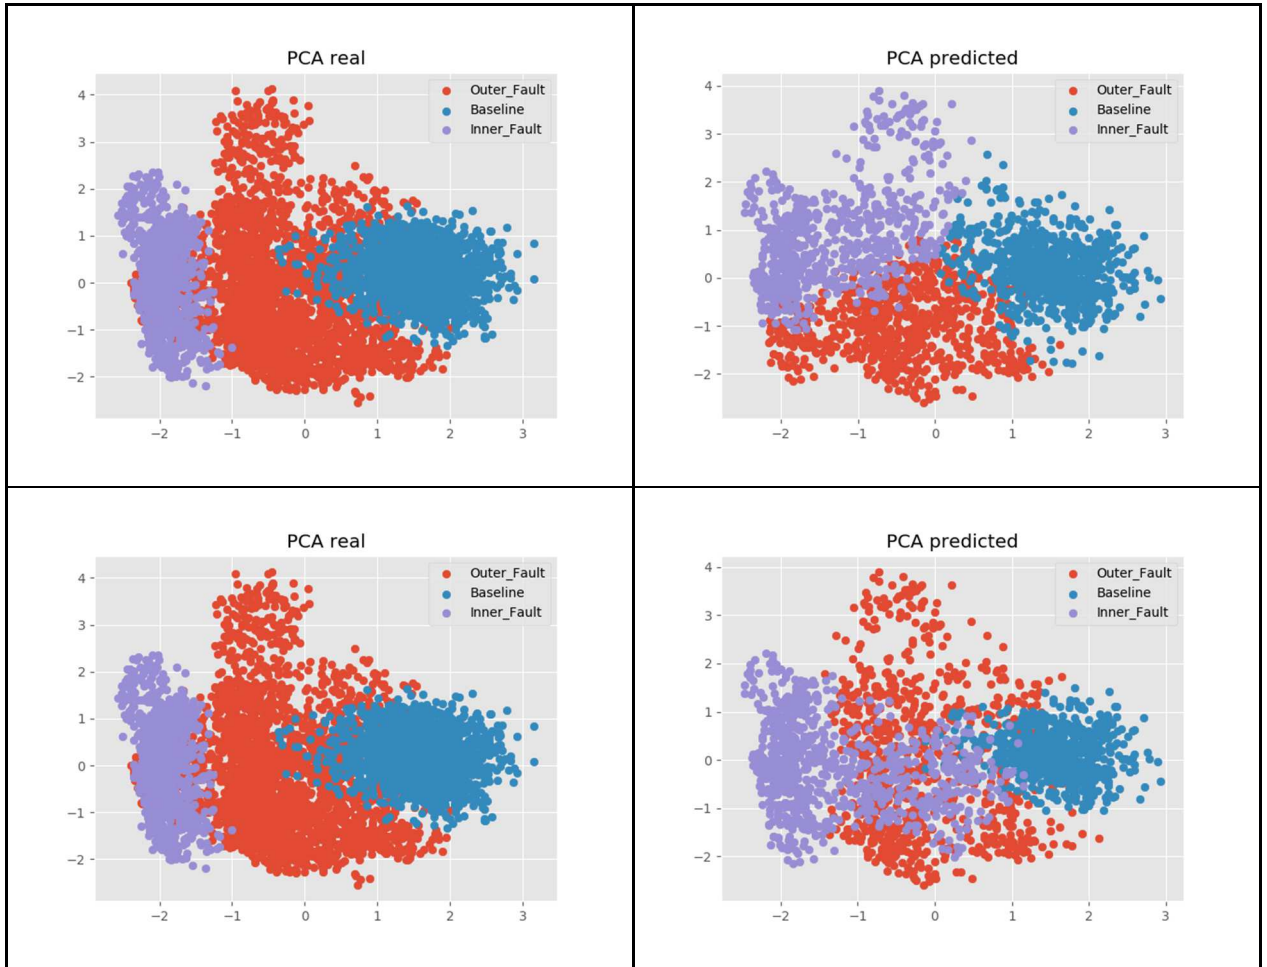 PCA real
Outer_Fault
Baseline
Inner_Fault
4
3
2
1
0
−1
−2
−2 −1 0 1 2 3
PCA predicted
Outer_Fault
Baseline
Inner_Fault
4
3
2
1
0
−1
−2
−2 −1 0 1 2 3
PCA real
Outer_Fault
Baseline
Inner_Fault
4
3
2
1
0
−1
−2
−2 −1 0 1 2 3
PCA predicted
Outer_Fault
Baseline
Inner_Fault
4
3
2
1
0
−1
−2
−2 −1 0 1 2 3